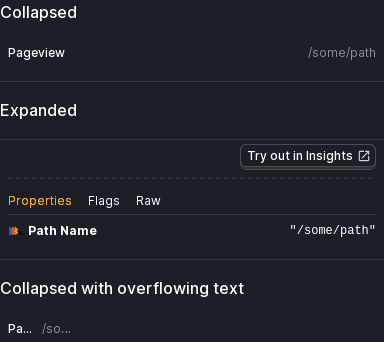 Collapsed
Pageview /some/path
Expanded
Try out in Insights
Properties Flags Raw
Path Name "/some/path"
Collapsed with overflowing text
Pa... /so...